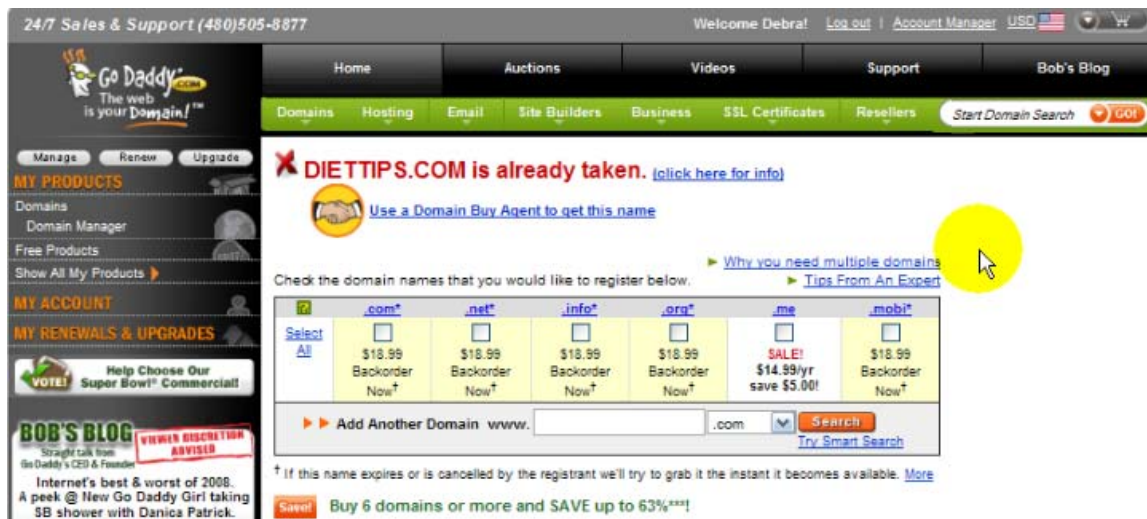 24/7 Sales & Support (480)505-8877
Welcome Debra! Log out | Account Manager USD
Go Daddy.COM
The web
is your Domain!™
Home Auctions Videos Support Bob's Blog
Domains Hosting Email Site Builders Business SSL Certificates Resellers Start Domain Search GO!
Manage Renew Upgrade
MY PRODUCTS
Domains
Domain Manager
Free Products
Show All My Products
MY ACCOUNT
MY RENEWALS & UPGRADES
VOTE!
Help Choose Our
Super Bowl® Commercial!
BOB'S BLOG
Straight talk from
Go Daddy's CEO & Founder
VIEWER DISCRETION
ADVISED
Internet's best & worst of 2008.
A peek @ New Go Daddy Girl taking
SB shower with Danica Patrick.
DIETTIPS.COM is already taken. (click here for info)
Use a Domain Buy Agent to get this name
Why you need multiple domains
Check the domain names that you would like to register below. Tips From An Expert
? .com* .net* .info* .org* .me .mobi*
Select
All
$18.99 $18.99 $18.99 $18.99 SALE! $18.99
Backorder Backorder Backorder Backorder $14.99/yr Backorder
Now† Now† Now† Now† save $5.00! Now†
Add Another Domain www. .com Search
Try Smart Search
† If this name expires or is cancelled by the registrant we'll try to grab it the instant it becomes available. More
Save! Buy 6 domains or more and SAVE up to 63%***!